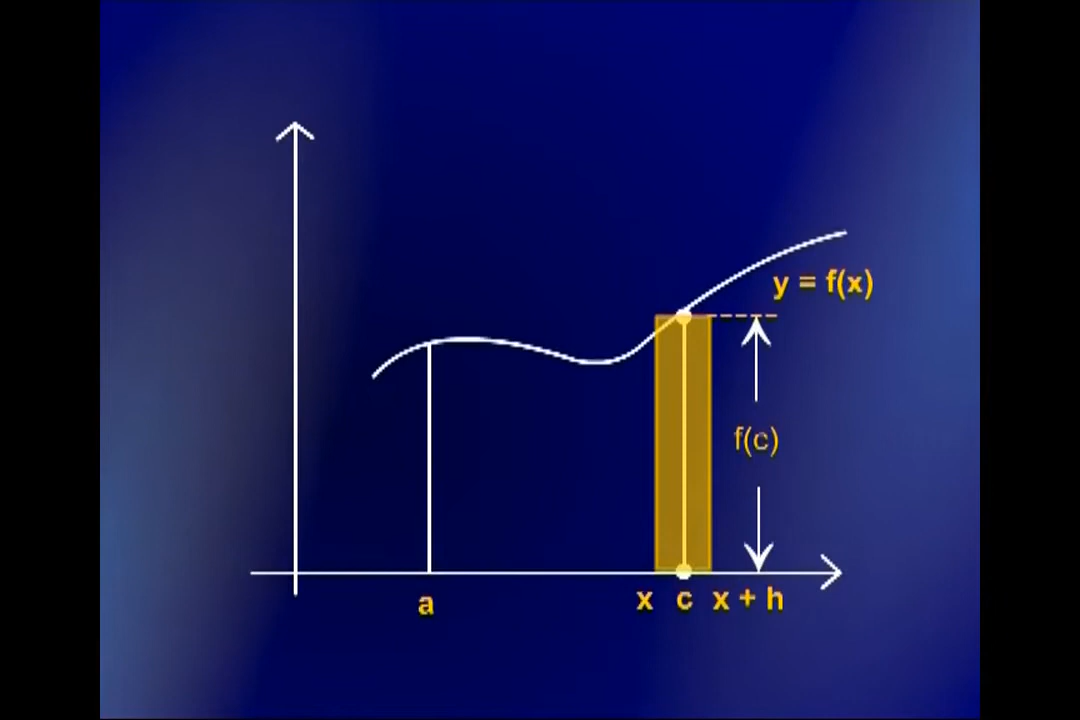 y = f(x)
f(c)
a
x c x + h